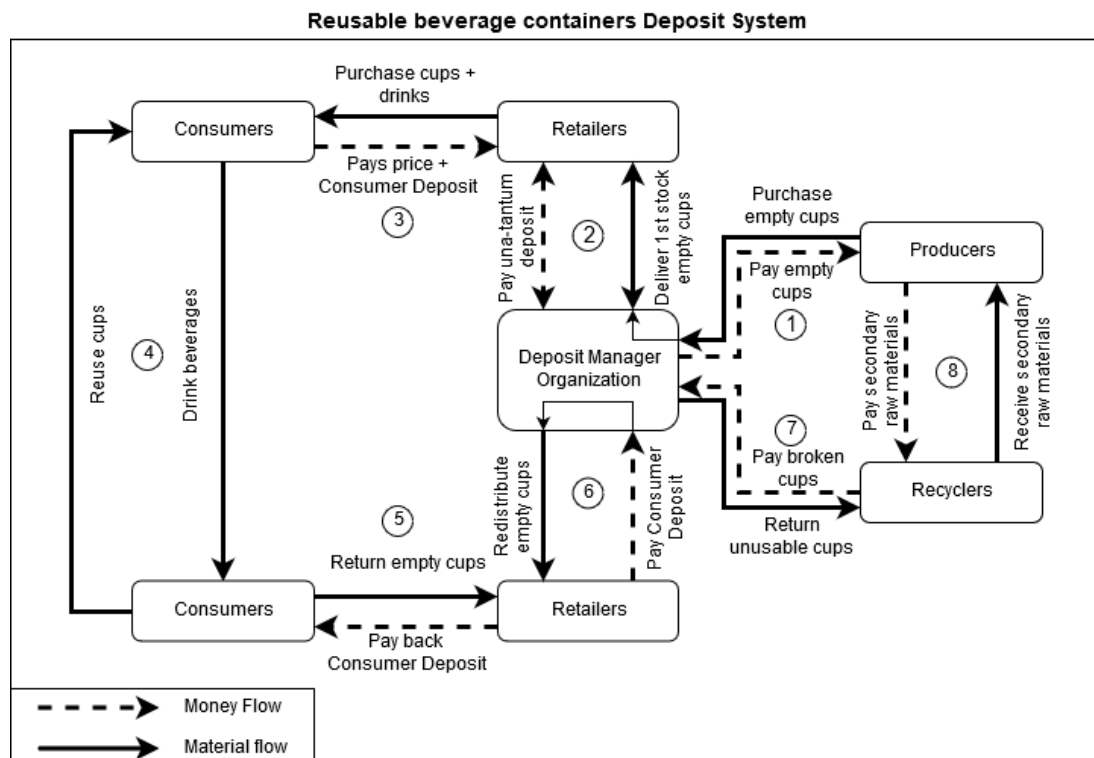 Reusable beverage containers Deposit System
Purchase cups +
drinks
Consumers
Retailers
Pays price +
Consumer Deposit
3
Pay una-tantum
deposit
2
Deliver 1st stock
empty cups
Purchase
empty cups
Producers
Pay empty
cups
1
Reuse cups
4
Drink beverages
Deposit Manager
Organization
Pay secondary
raw materials
8
Receive secondary
raw materials
7
Pay broken
cups
Recyclers
Return
unusable cups
5
Return empty cups
Redistribute
empty cups
6
Pay Consumer
Deposit
Consumers
Retailers
Pay back
Consumer Deposit
Money Flow
Material flow